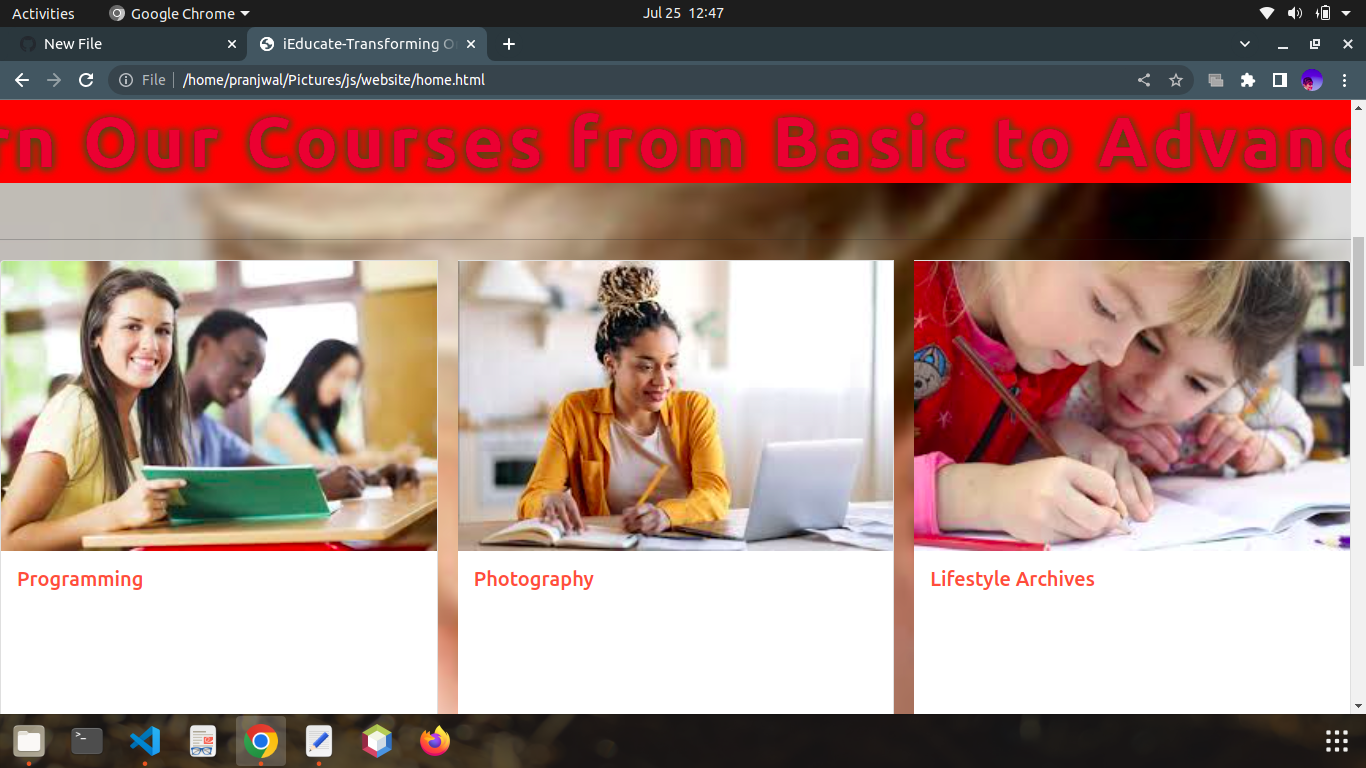 Activities Google Chrome Jul 25 12:47
New File iEducate-Transforming O
File /home/pranjwal/Pictures/js/website/home.html
rn Our Courses from Basic to Advanc
Programming Photography Lifestyle Archives